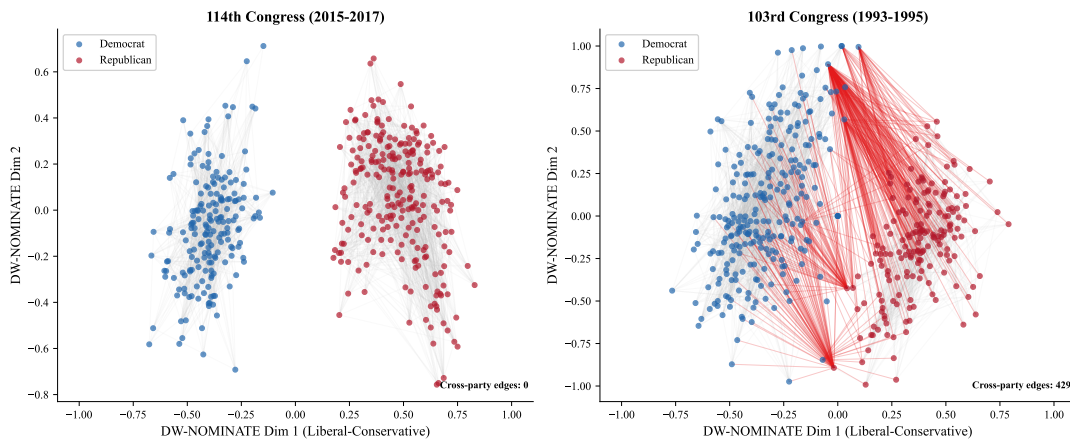 114th Congress (2015-2017)
Democrat
Republican
DW-NOMINATE Dim 2
0.6
0.4
0.2
0.0
−0.2
−0.4
−0.6
−0.8
Cross-party edges: 0
−1.00
−0.75
−0.50
−0.25
0.00
0.25
0.50
0.75
1.00
DW-NOMINATE Dim 1 (Liberal-Conservative)
103rd Congress (1993-1995)
Democrat
Republican
DW-NOMINATE Dim 2
1.00
0.75
0.50
0.25
0.00
−0.25
−0.50
−0.75
−1.00
Cross-party edges: 429
−1.00
−0.75
−0.50
−0.25
0.00
0.25
0.50
0.75
1.00
DW-NOMINATE Dim 1 (Liberal-Conservative)